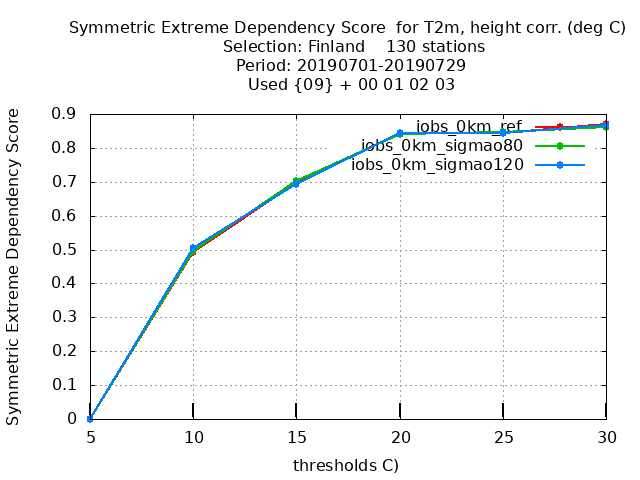 Symmetric Extreme Dependency Score  for T2m, height corr. (deg C)
Selection: Finland    130 stations
Period: 20190701-20190729
Used {09} + 00 01 02 03
Symmetric Extreme Dependency Score
0.9
0.8
0.7
0.6
0.5
0.4
0.3
0.2
0.1
0
iobs_0km_ref
iobs_0km_sigmao80
iobs_0km_sigmao120
5 10 15 20 25 30
thresholds C)